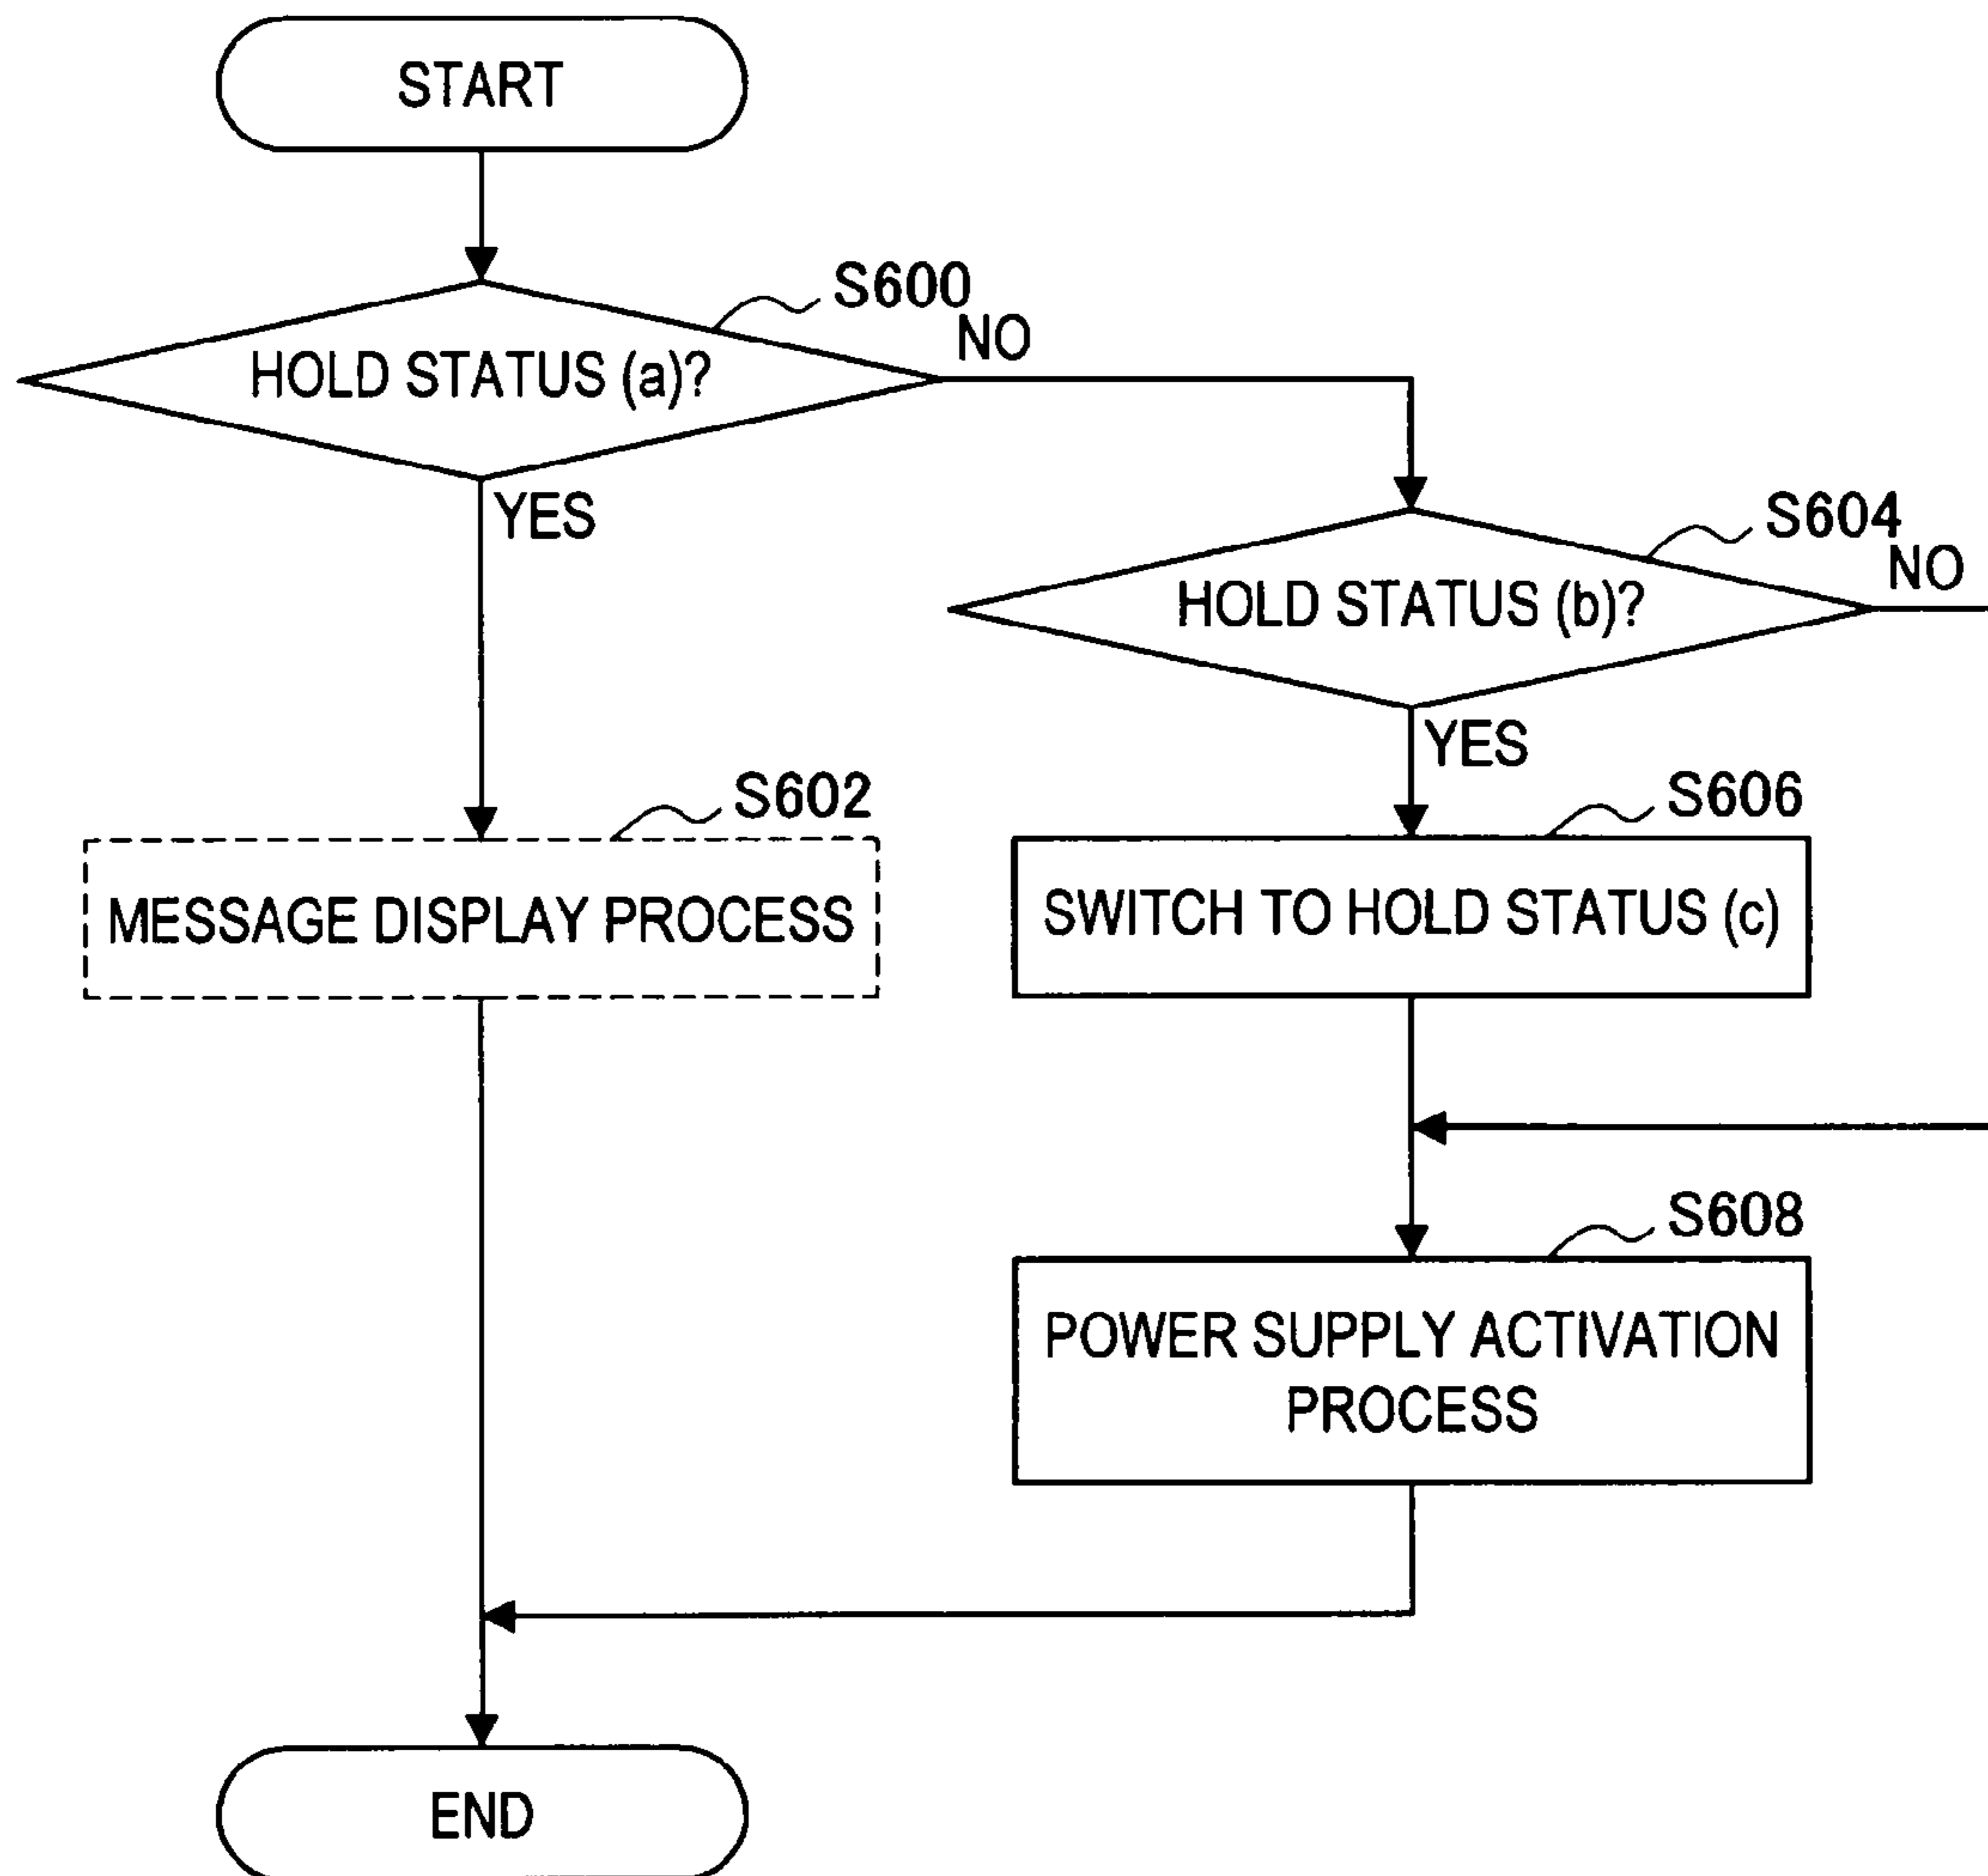 START
S600
NO
HOLD STATUS (a)?
YES
S604
NO
HOLD STATUS (b)?
YES
S602
MESSAGE DISPLAY PROCESS
S606
SWITCH TO HOLD STATUS (c)
S608
POWER SUPPLY ACTIVATION
PROCESS
END